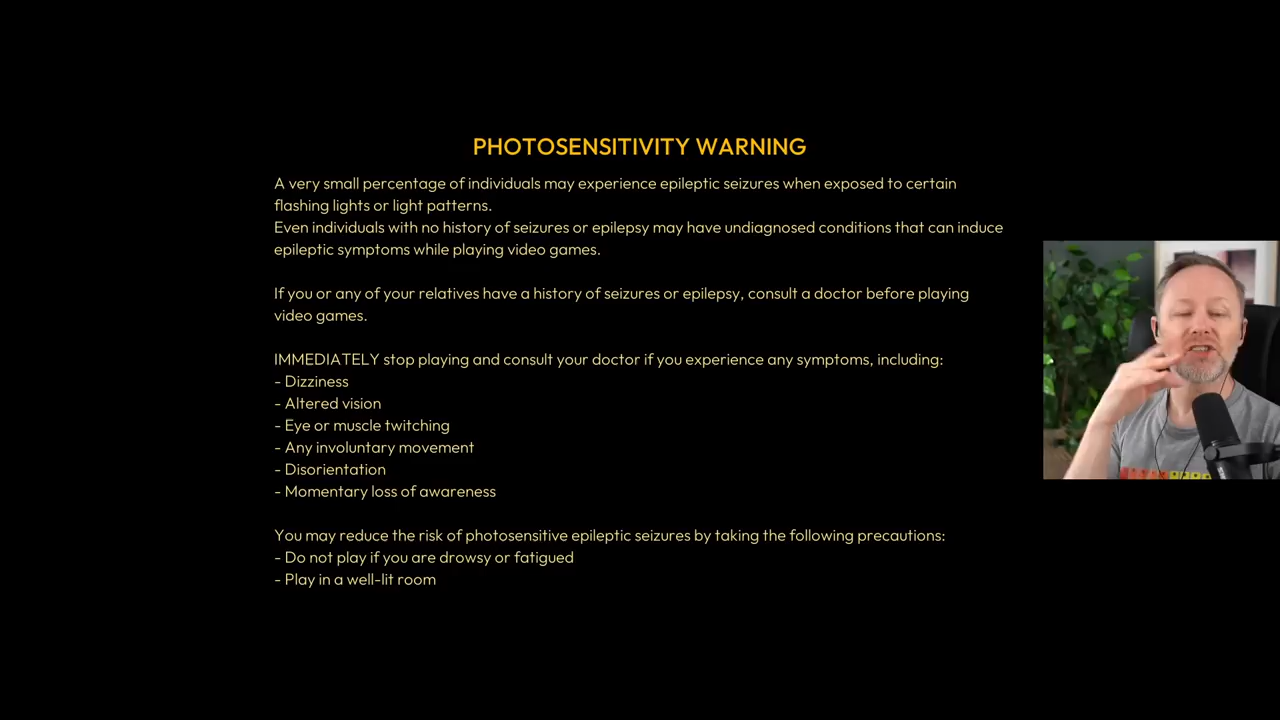 PHOTOSENSITIVITY WARNING
A very small percentage of individuals may experience epileptic seizures when exposed to certain
flashing lights or light patterns.
Even individuals with no history of seizures or epilepsy may have undiagnosed conditions that can induce
epileptic symptoms while playing video games.
If you or any of your relatives have a history of seizures or epilepsy, consult a doctor before playing
video games.
IMMEDIATELY stop playing and consult your doctor if you experience any symptoms, including:
- Dizziness
- Altered vision
- Eye or muscle twitching
- Any involuntary movement
- Disorientation
- Momentary loss of awareness
You may reduce the risk of photosensitive epileptic seizures by taking the following precautions:
- Do not play if you are drowsy or fatigued
- Play in a well-lit room